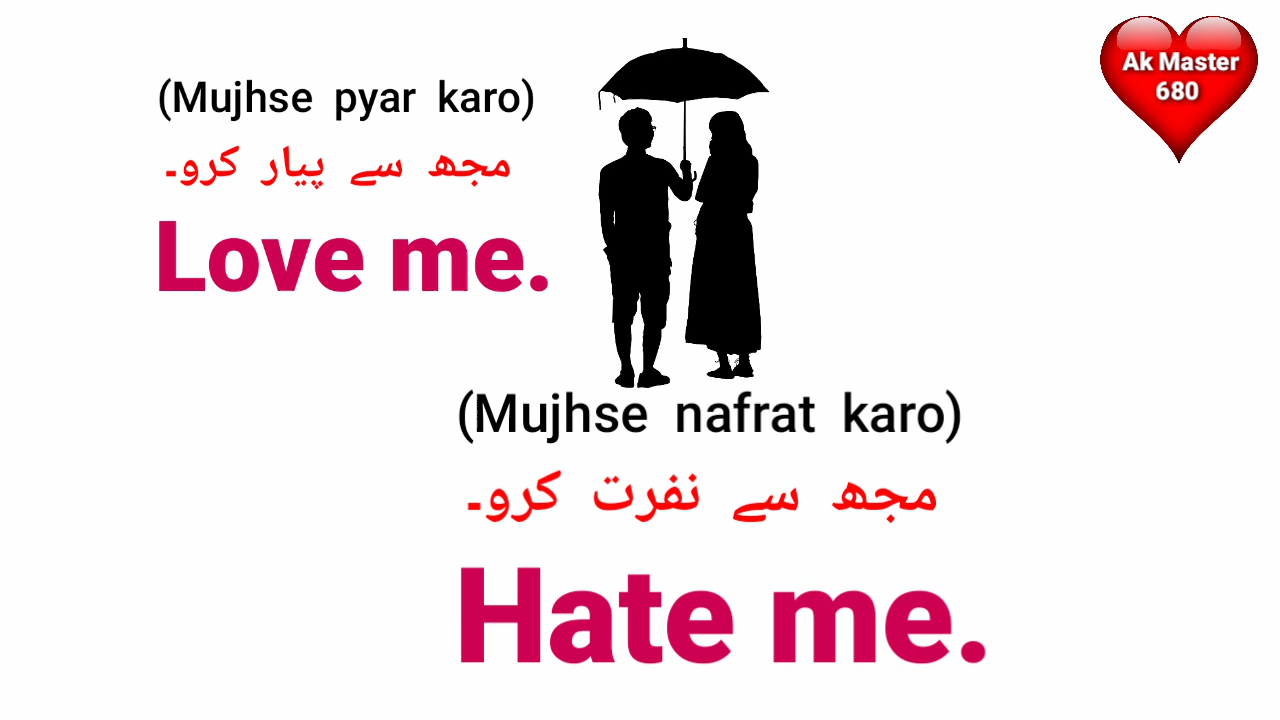 Ak Master
680
(Mujhse pyar karo)
مجھ سے پیار کرو۔
Love me.
(Mujhse nafrat karo)
مجھ سے نفرت کرو۔
Hate me.